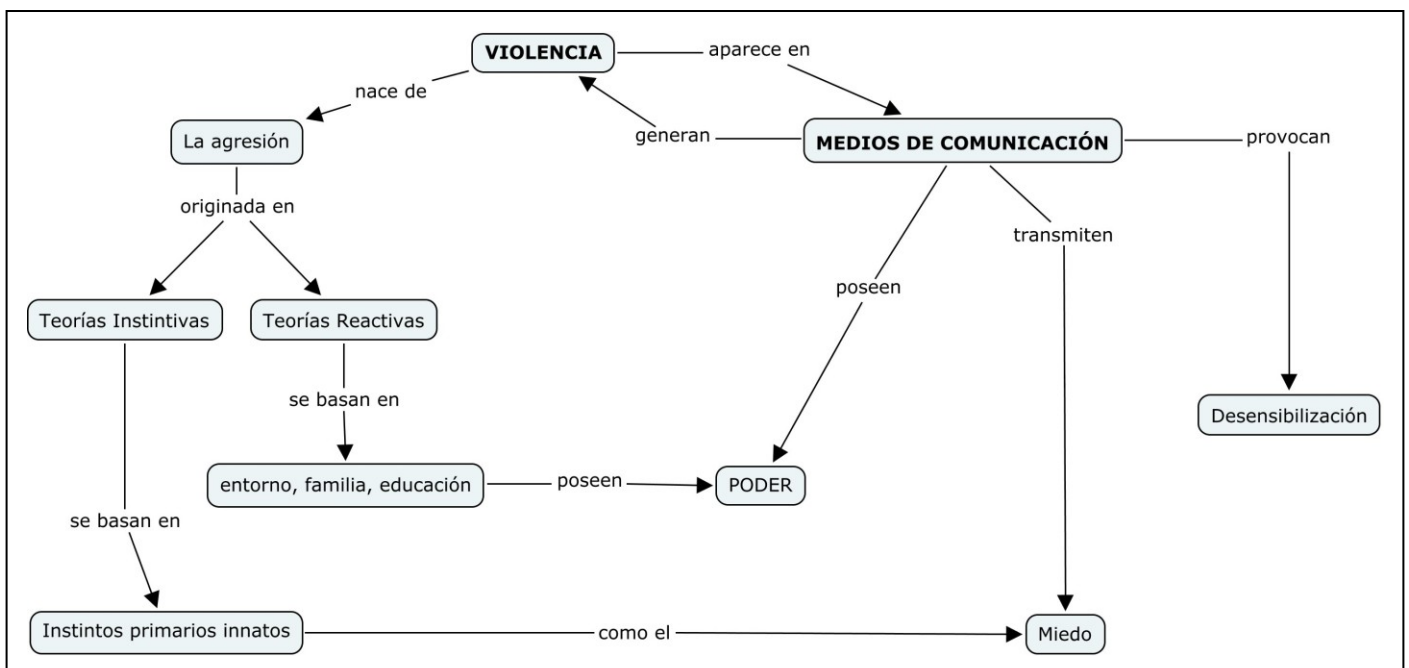 VIOLENCIA
aparece en
nace de
La agresión
generan
MEDIOS DE COMUNICACIÓN
provocan
originada en
transmiten
poseen
Teorías Instintivas
Teorías Reactivas
se basan en
Desensibilización
entorno, familia, educación
poseen
PODER
se basan en
Instintos primarios innatos
como el
Miedo